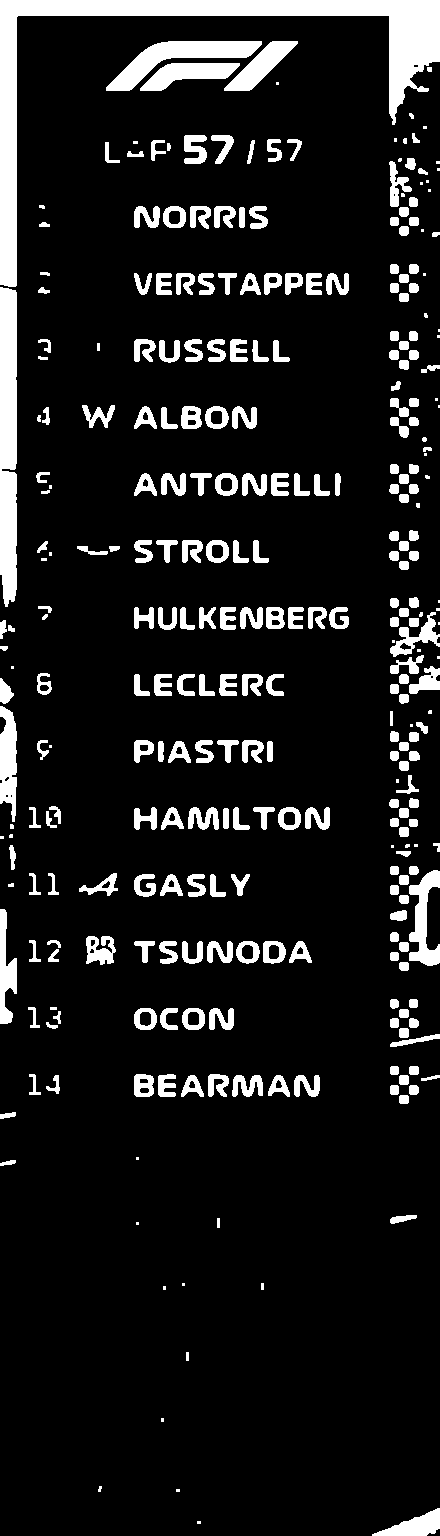 F1
LAP 57 / 57
1 NORRIS
2 VERSTAPPEN
3 RUSSELL
4 W ALBON
5 ANTONELLI
6 STROLL
7 HULKENBERG
8 LECLERC
9 PIASTRI
10 HAMILTON
11 GASLY
12 TSUNODA
13 OCON
14 BEARMAN